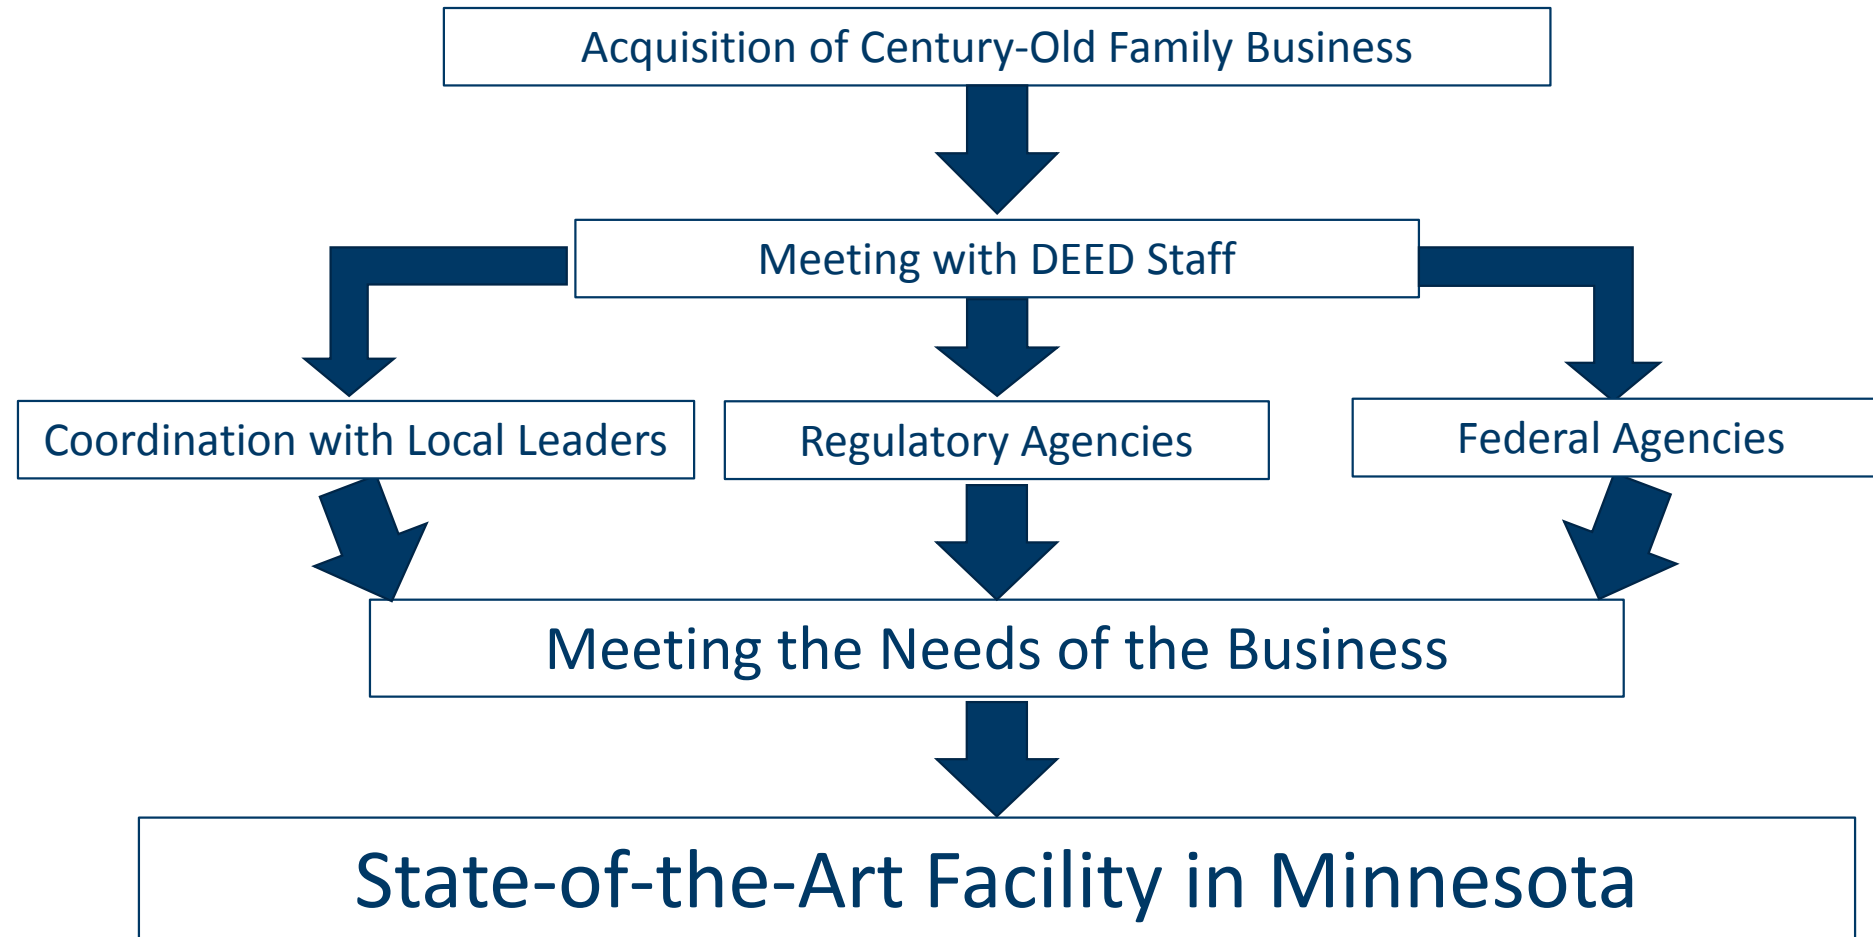 Acquisition of Century-Old Family Business
Meeting with DEED Staff
Coordination with Local Leaders
Regulatory Agencies
Federal Agencies
Meeting the Needs of the Business
State-of-the-Art Facility in Minnesota